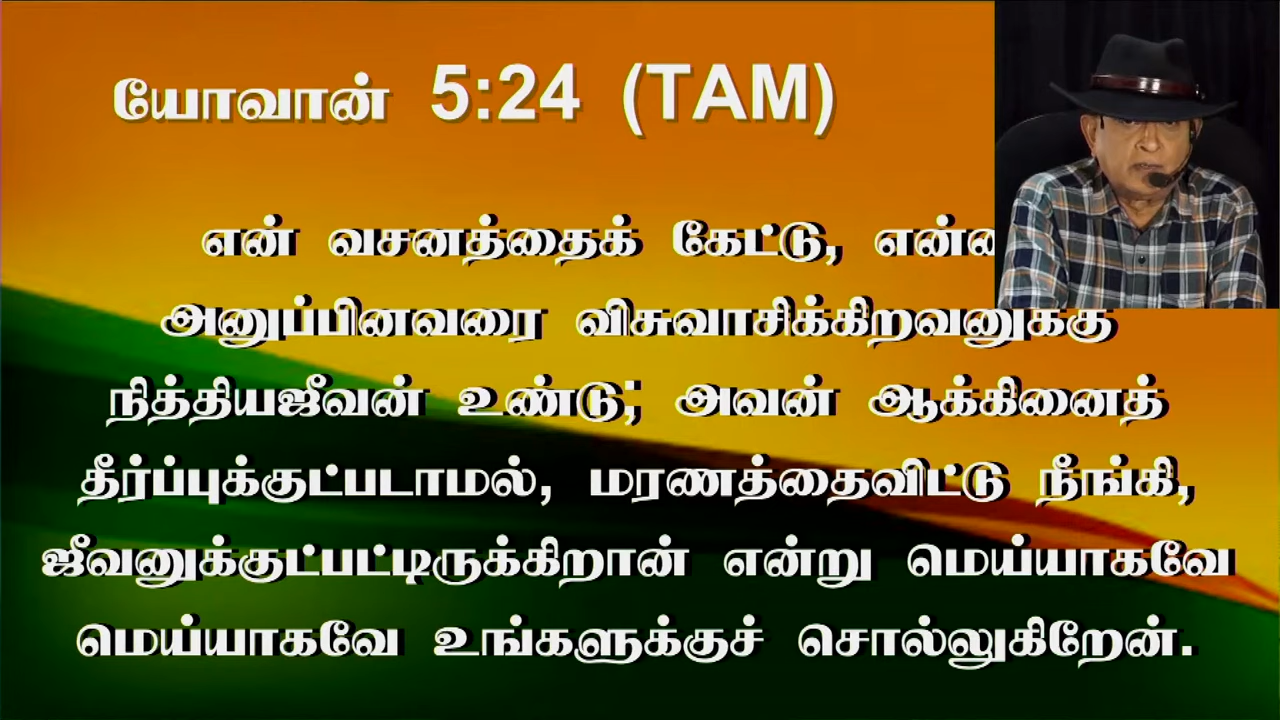 யோவான் 5:24 (TAM)
என் வசனத்தைக் கேட்டு,
அனுப்பினவரை விசுவாசிக்கிறவனுக்கு
நித்தியஜீவன் உண்டு; அவன் ஆக்கினைத்
தீர்ப்புக்குட்படாமல், மரணத்தைவிட்டு நீங்கி,
ஜீவனுக்குட்பட்டிருக்கிறான் என்று மெய்யாகவே
மெய்யாகவே உங்களுக்குச் சொல்லுகிறேன்.